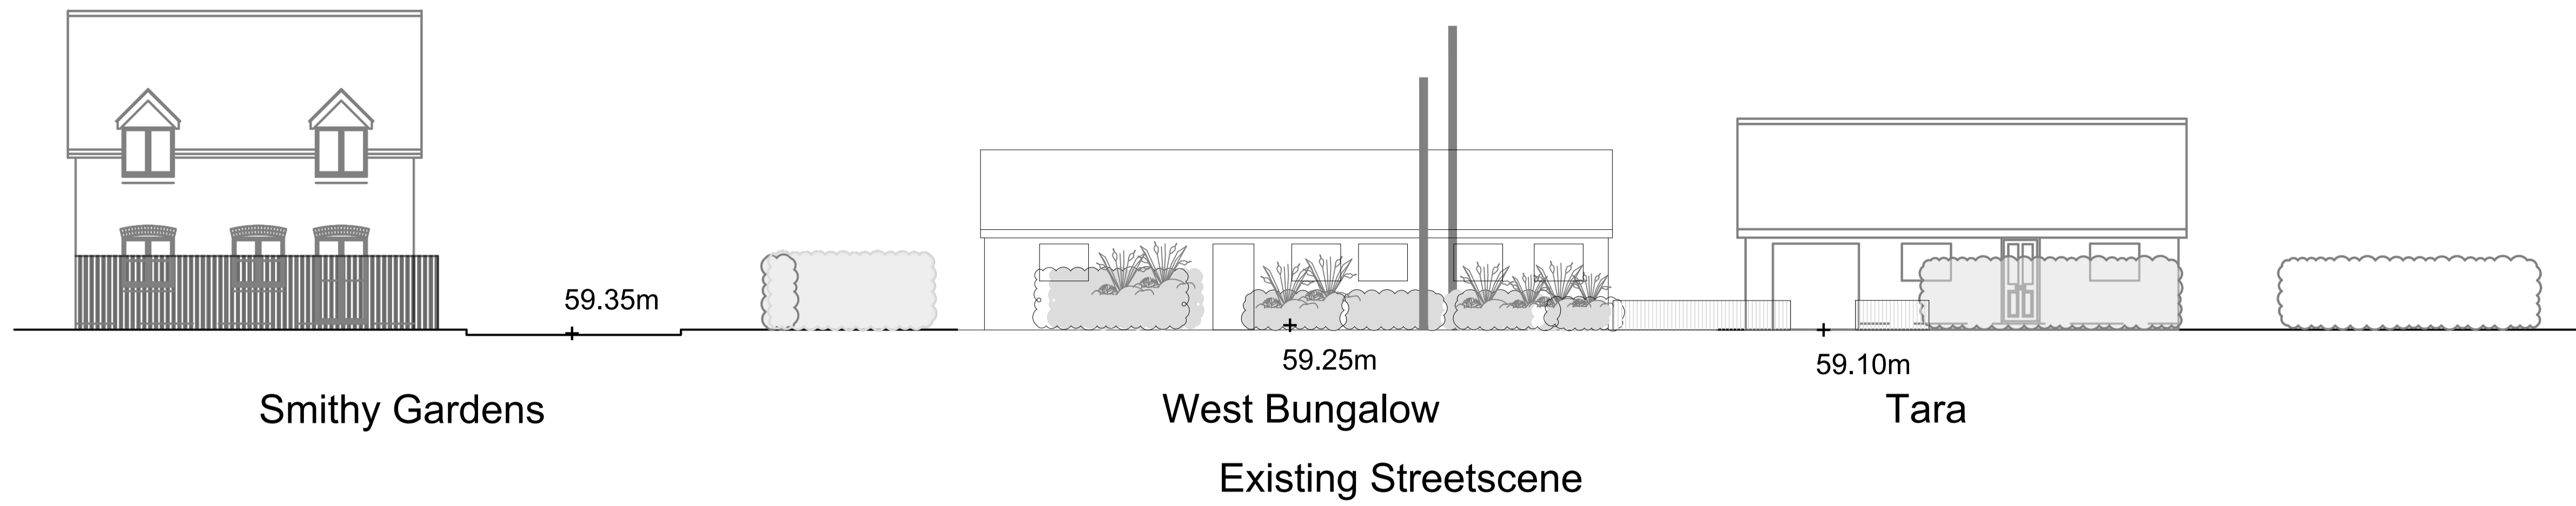 59.35m
59.25m
59.10m
Smithy Gardens
West Bungalow
Tara
Existing Streetscene